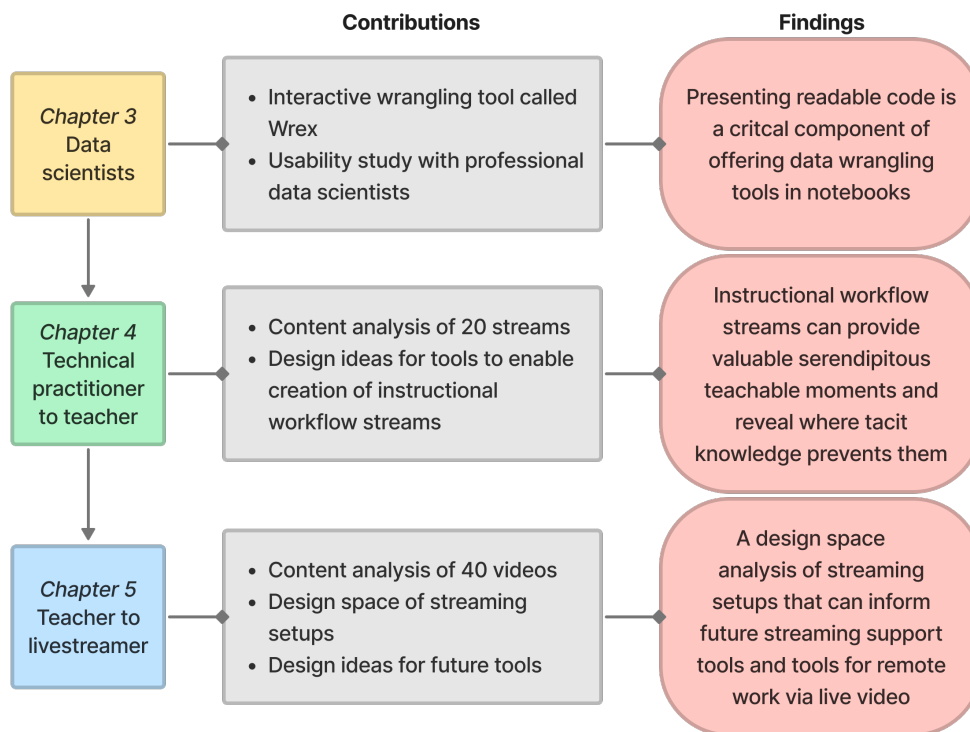 Contributions
Findings
Chapter 3
Data
scientists
• Interactive wrangling tool called
Wrex
• Usability study with professional
data scientists
Presenting readable code is
a critcal component of
offering data wrangling
tools in notebooks
Chapter 4
Technical
practitioner
to teacher
• Content analysis of 20 streams
• Design ideas for tools to enable
creation of instructional
workflow streams
Instructional workflow
streams can provide
valuable serendipitous
teachable moments and
reveal where tacit
knowledge prevents them
Chapter 5
Teacher to
livestreamer
• Content analysis of 40 videos
• Design space of streaming
setups
• Design ideas for future tools
A design space
analysis of streaming
setups that can inform
future streaming support
tools and tools for remote
work via live video